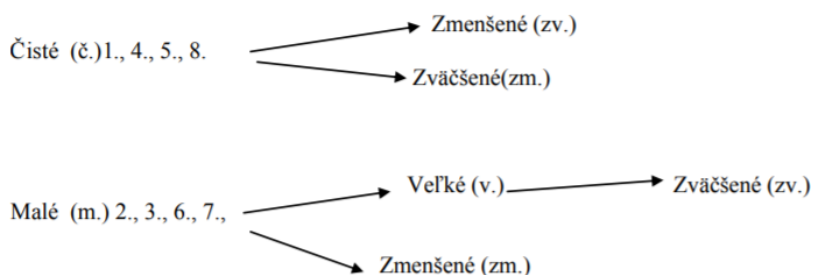 Zmenšené (zv.)
Čisté (č.)1., 4., 5., 8.
Zväčšené(zm.)
Veľké (v.)
Zväčšené (zv.)
Malé (m.) 2., 3., 6., 7.,
Zmenšené (zm.)